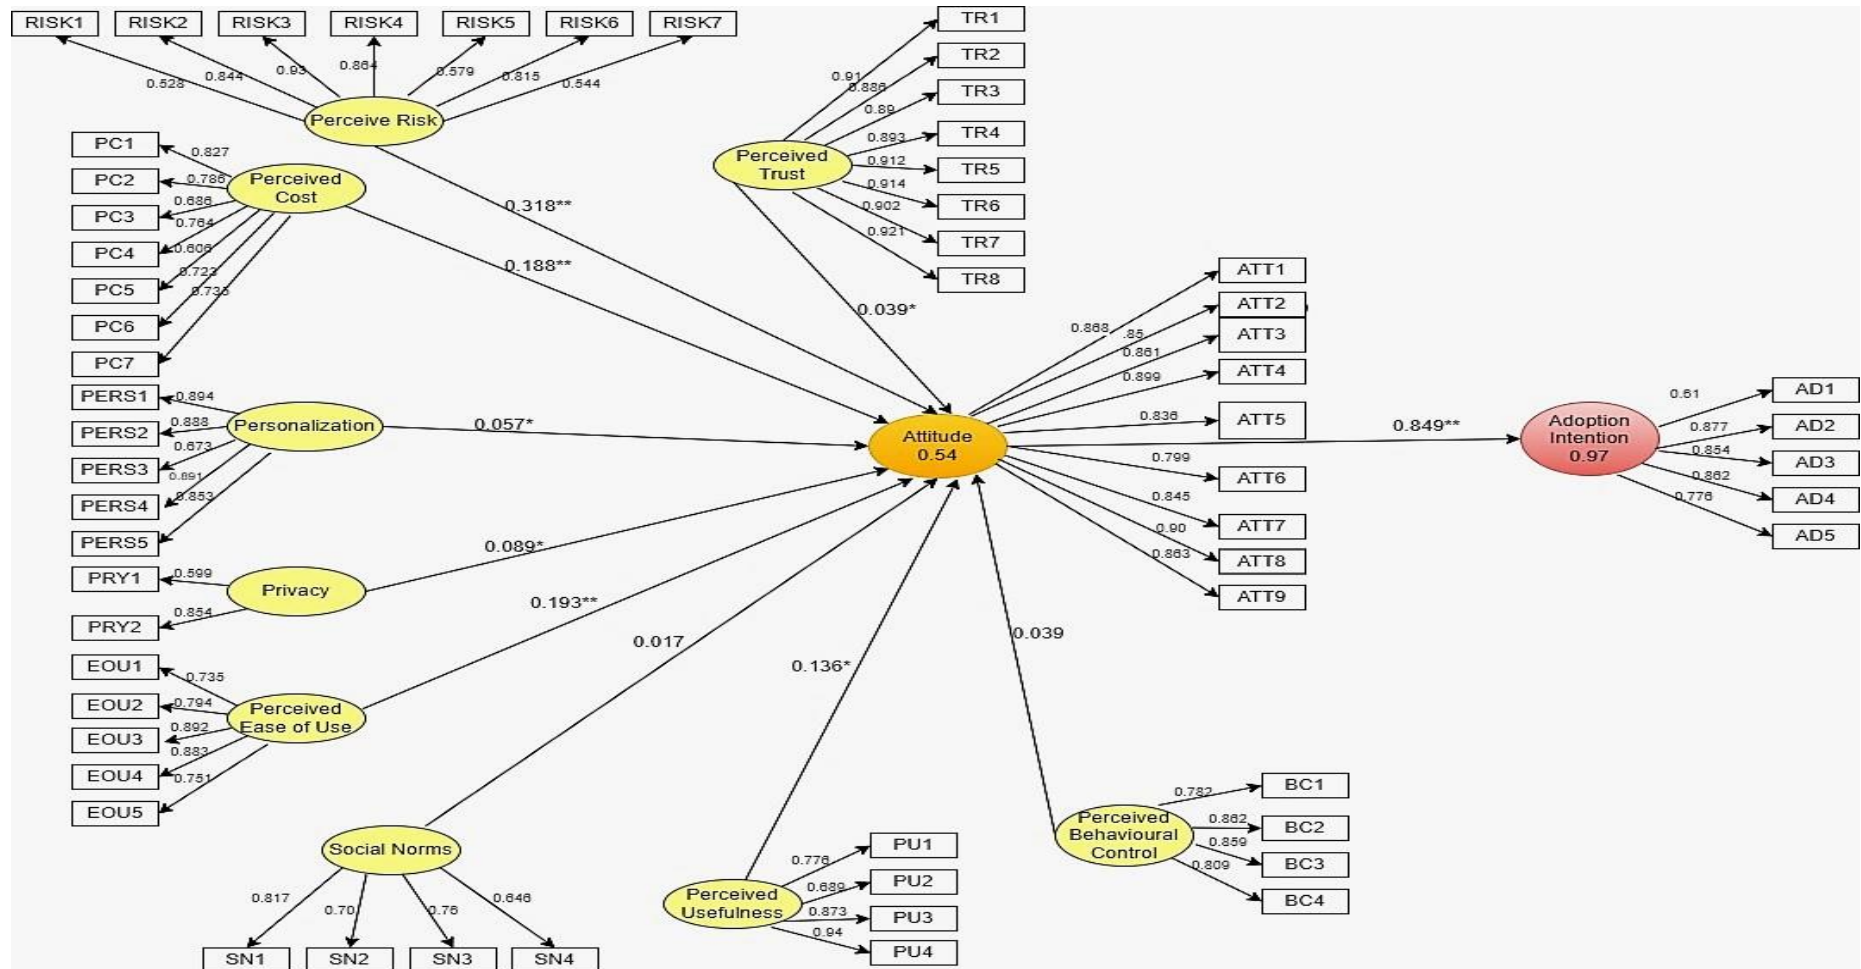 RISK1
RISK2
RISK3
RISK4
RISK5
RISK6
RISK7
0.528
0.844
0.93
0.864
0.579
0.815
0.544
Perceive Risk
PC1
PC2
PC3
PC4
PC5
PC6
PC7
0.827
0.786
0.686
0.764
0.606
0.723
0.735
Perceived
Cost
TR1
TR2
TR3
TR4
TR5
TR6
TR7
TR8
0.91
0.886
0.89
0.893
0.912
0.914
0.902
0.921
Perceived
Trust
0.318**
0.188**
0.039*
PERS1
PERS2
PERS3
PERS4
PERS5
0.894
0.888
0.673
0.891
0.853
Personalization
0.057*
Attitude
0.54
ATT1
ATT2
ATT3
ATT4
ATT5
ATT6
ATT7
ATT8
ATT9
0.868
.85
0.861
0.899
0.836
0.799
0.845
0.90
0.863
0.849**
Adoption
Intention
0.97
AD1
AD2
AD3
AD4
AD5
0.61
0.877
0.854
0.862
0.776
PRY1
PRY2
0.599
0.854
Privacy
0.089*
EOU1
EOU2
EOU3
EOU4
EOU5
0.735
0.794
0.892
0.883
0.751
Perceived
Ease of Use
0.193**
0.017
0.136*
0.039
Social Norms
0.817
0.70
0.76
0.646
SN1
SN2
SN3
SN4
Perceived
Usefulness
0.776
0.689
0.873
0.94
PU1
PU2
PU3
PU4
Perceived
Behavioural
Control
0.782
0.862
0.859
0.809
BC1
BC2
BC3
BC4